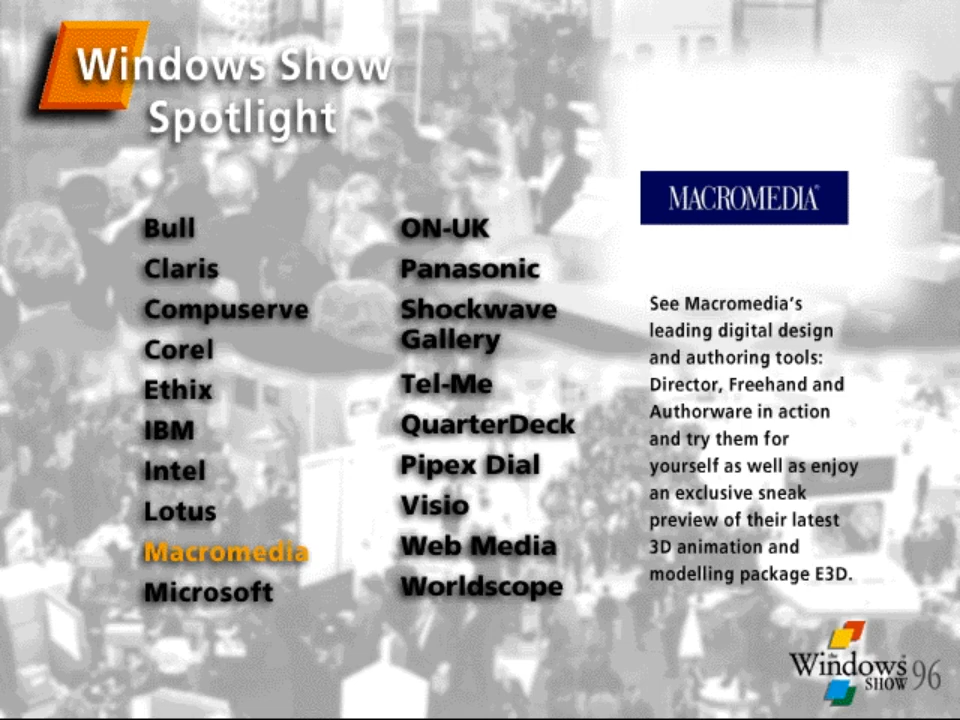 Windows Show
Spotlight
Bull
Claris
Compuserve
Corel
Ethix
IBM
Intel
Lotus
Macromedia
Microsoft
ON-UK
Panasonic
Shockwave
Gallery
Tel-Me
QuarterDeck
Pipex Dial
Visio
Web Media
Worldscope
MACROMEDIA®
See Macromedia's
leading digital design
and authoring tools:
Director, Freehand and
Authorware in action
and try them for
yourself as well as enjoy
an exclusive sneak
preview of their latest
3D animation and
modelling package E3D.
the
Windows®
SHOW 96